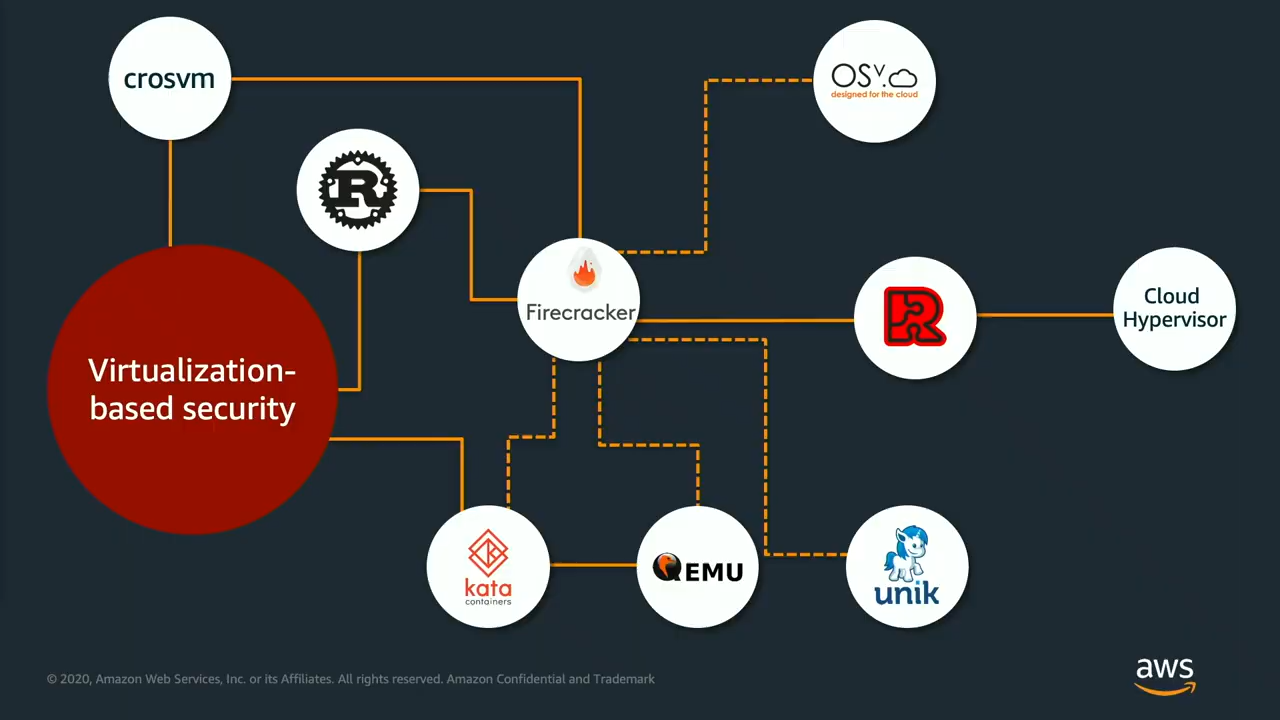 crosvm
OSv
designed for the cloud
R
Firecracker
R
Cloud
Hypervisor
Virtualization-
based security
kata
containers
QEMU
unik
© 2020, Amazon Web Services, Inc. or its Affiliates. All rights reserved. Amazon Confidential and Trademark
aws